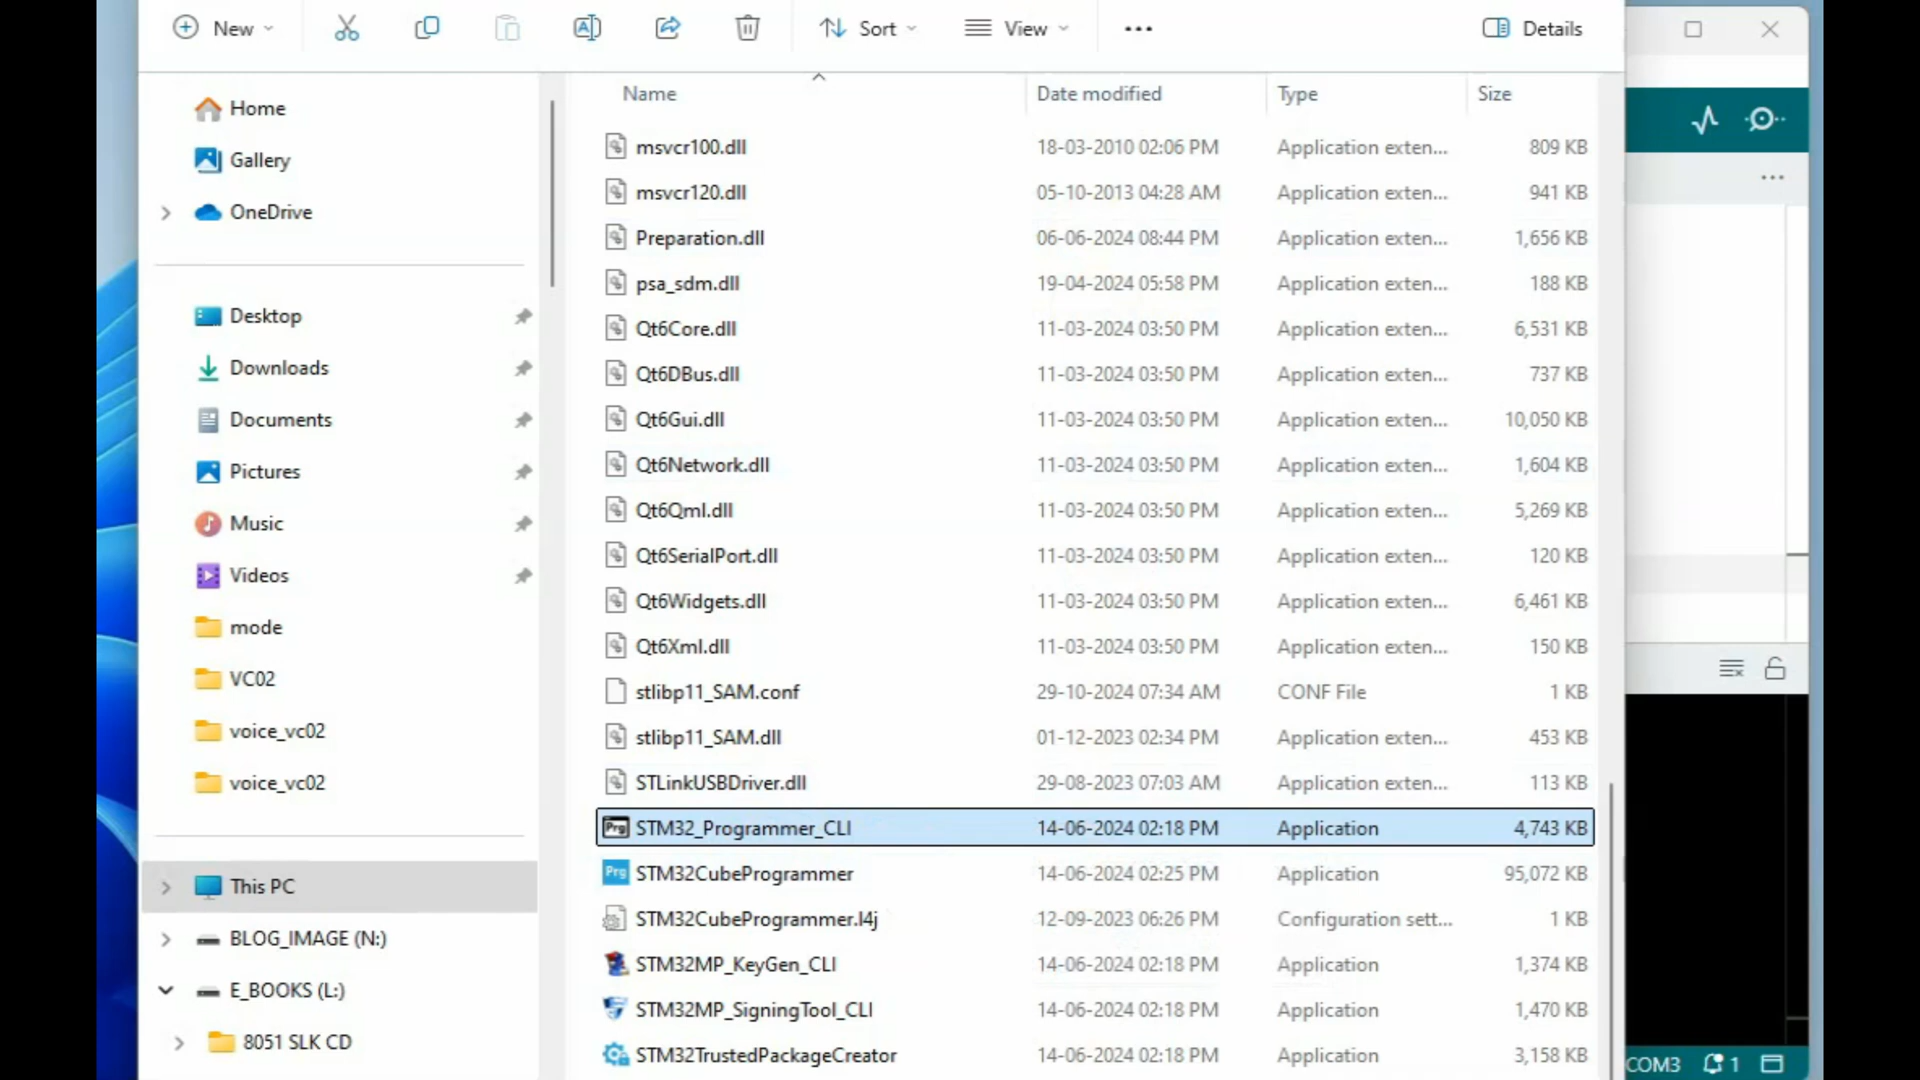 New
Sort
View
Details
Home
Gallery
OneDrive
Desktop
Downloads
Documents
Pictures
Music
Videos
mode
VC02
voice_vc02
voice_vc02
This PC
BLOG_IMAGE (N:)
E_BOOKS (L:)
8051 SLK CD
Name Date modified Type Size
msvcr100.dll 18-03-2010 02:06 PM Application exten... 809 KB
msvcr120.dll 05-10-2013 04:28 AM Application exten... 941 KB
Preparation.dll 06-06-2024 08:44 PM Application exten... 1,656 KB
psa_sdm.dll 19-04-2024 05:58 PM Application exten... 188 KB
Qt6Core.dll 11-03-2024 03:50 PM Application exten... 6,531 KB
Qt6DBus.dll 11-03-2024 03:50 PM Application exten... 737 KB
Qt6Gui.dll 11-03-2024 03:50 PM Application exten... 10,050 KB
Qt6Network.dll 11-03-2024 03:50 PM Application exten... 1,604 KB
Qt6Qml.dll 11-03-2024 03:50 PM Application exten... 5,269 KB
Qt6SerialPort.dll 11-03-2024 03:50 PM Application exten... 120 KB
Qt6Widgets.dll 11-03-2024 03:50 PM Application exten... 6,461 KB
Qt6Xml.dll 11-03-2024 03:50 PM Application exten... 150 KB
stlibp11_SAM.conf 29-10-2024 07:34 AM CONF File 1 KB
stlibp11_SAM.dll 01-12-2023 02:34 PM Application exten... 453 KB
STLinkUSBDriver.dll 29-08-2023 07:03 AM Application exten... 113 KB
Prg STM32_Programmer_CLI 14-06-2024 02:18 PM Application 4,743 KB
Prg STM32CubeProgrammer 14-06-2024 02:25 PM Application 95,072 KB
STM32CubeProgrammer.l4j 12-09-2023 06:26 PM Configuration sett... 1 KB
STM32MP_KeyGen_CLI 14-06-2024 02:18 PM Application 1,374 KB
STM32MP_SigningTool_CLI 14-06-2024 02:18 PM Application 1,470 KB
STM32TrustedPackageCreator 14-06-2024 02:18 PM Application 3,158 KB
COM3 1